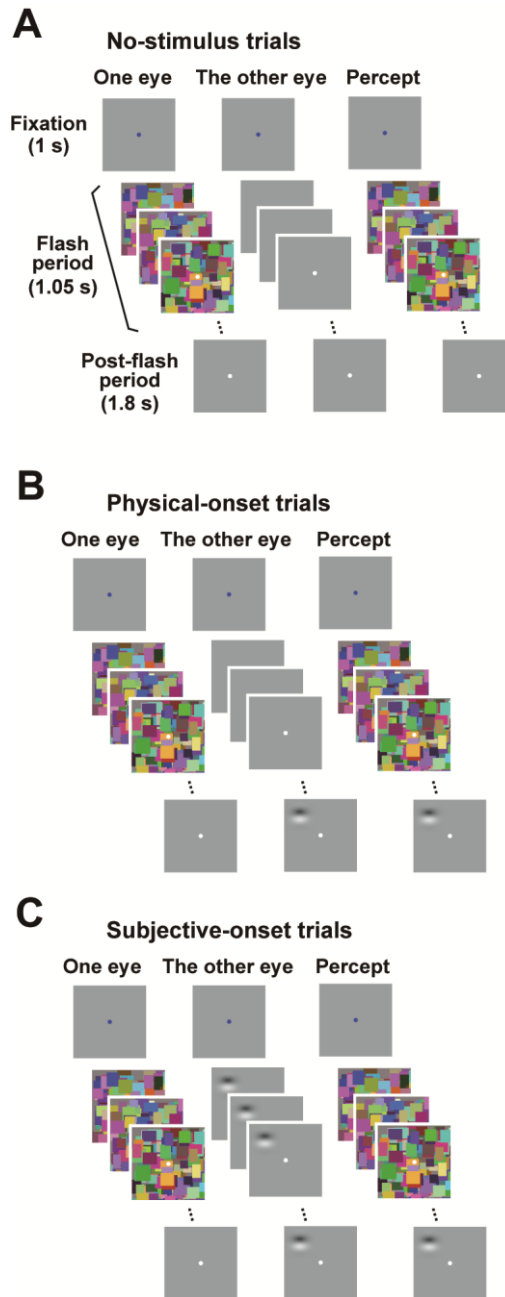 A
No-stimulus trials
One eye The other eye Percept
Fixation
(1 s)
Flash
period
(1.05 s)
Post-flash
period
(1.8 s)
B
Physical-onset trials
One eye The other eye Percept
C
Subjective-onset trials
One eye The other eye Percept